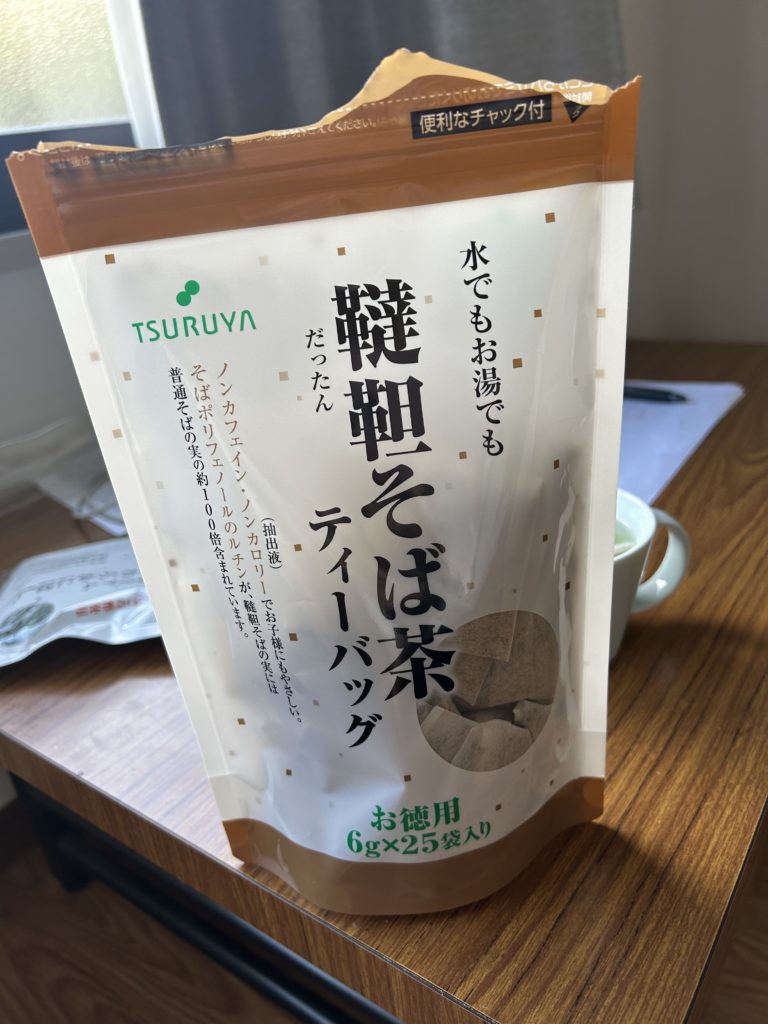 便利なチャック付
TSURUYA
水でもお湯でも
韃靼そば茶
だったん
ティーバッグ
(抽出液)
ノンカフェイン・ノンカロリーでお子様にもやさしい。
そばポリフェノールのルチンが、韃靼そばの実には
普通そばの実の約100倍含まれています。
お徳用
6g×25袋入り